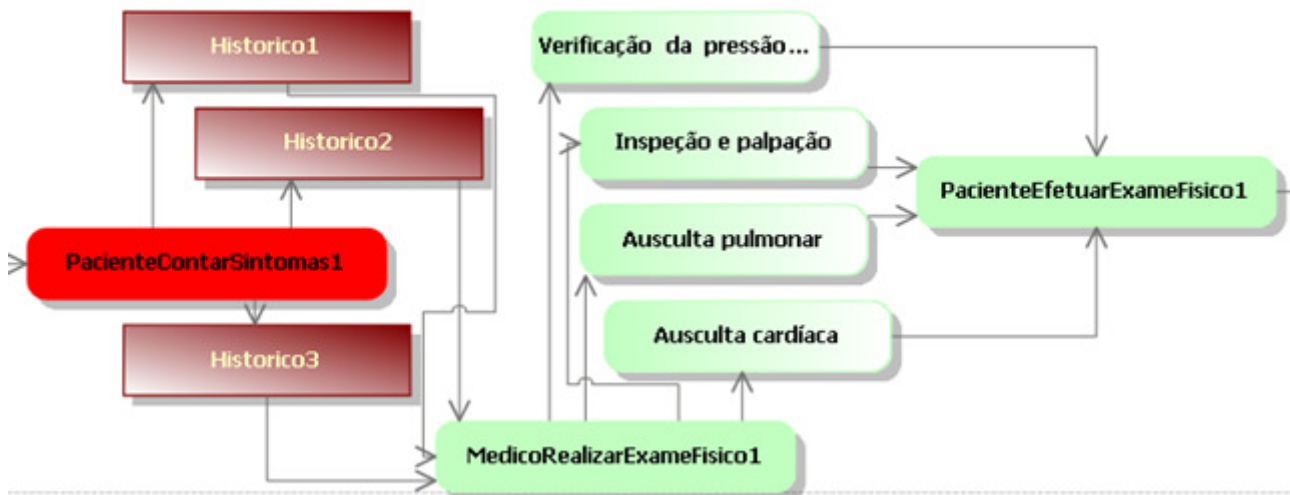 Historico1
Historico2
PacienteContarSintomas1
Historico3
Verificação da pressão...
Inspeção e palpação
Ausculta pulmonar
Ausculta cardíaca
PacienteEfetuarExameFisico1
MedicoRealizarExameFisico1